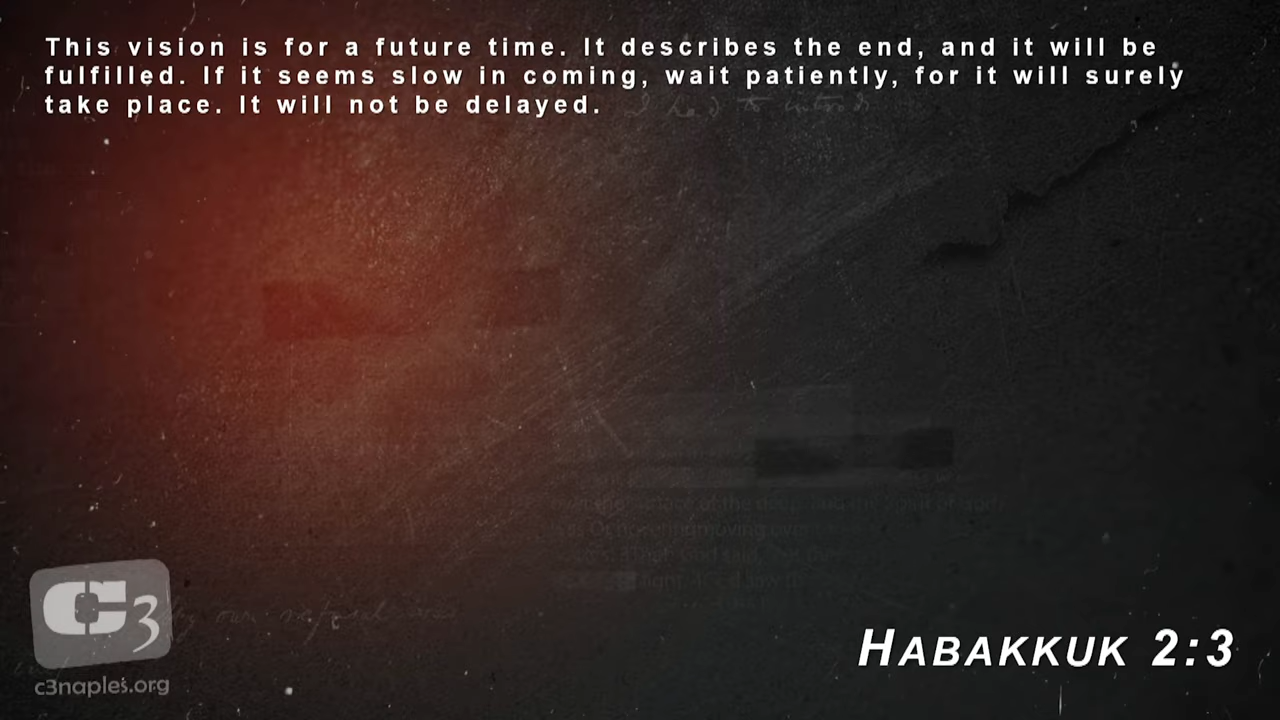 This vision is for a future time. It describes the end, and it will be
fulfilled. If it seems slow in coming, wait patiently, for it will surely
take place. It will not be delayed.
HABAKKUK 2:3
C3
c3naples.org